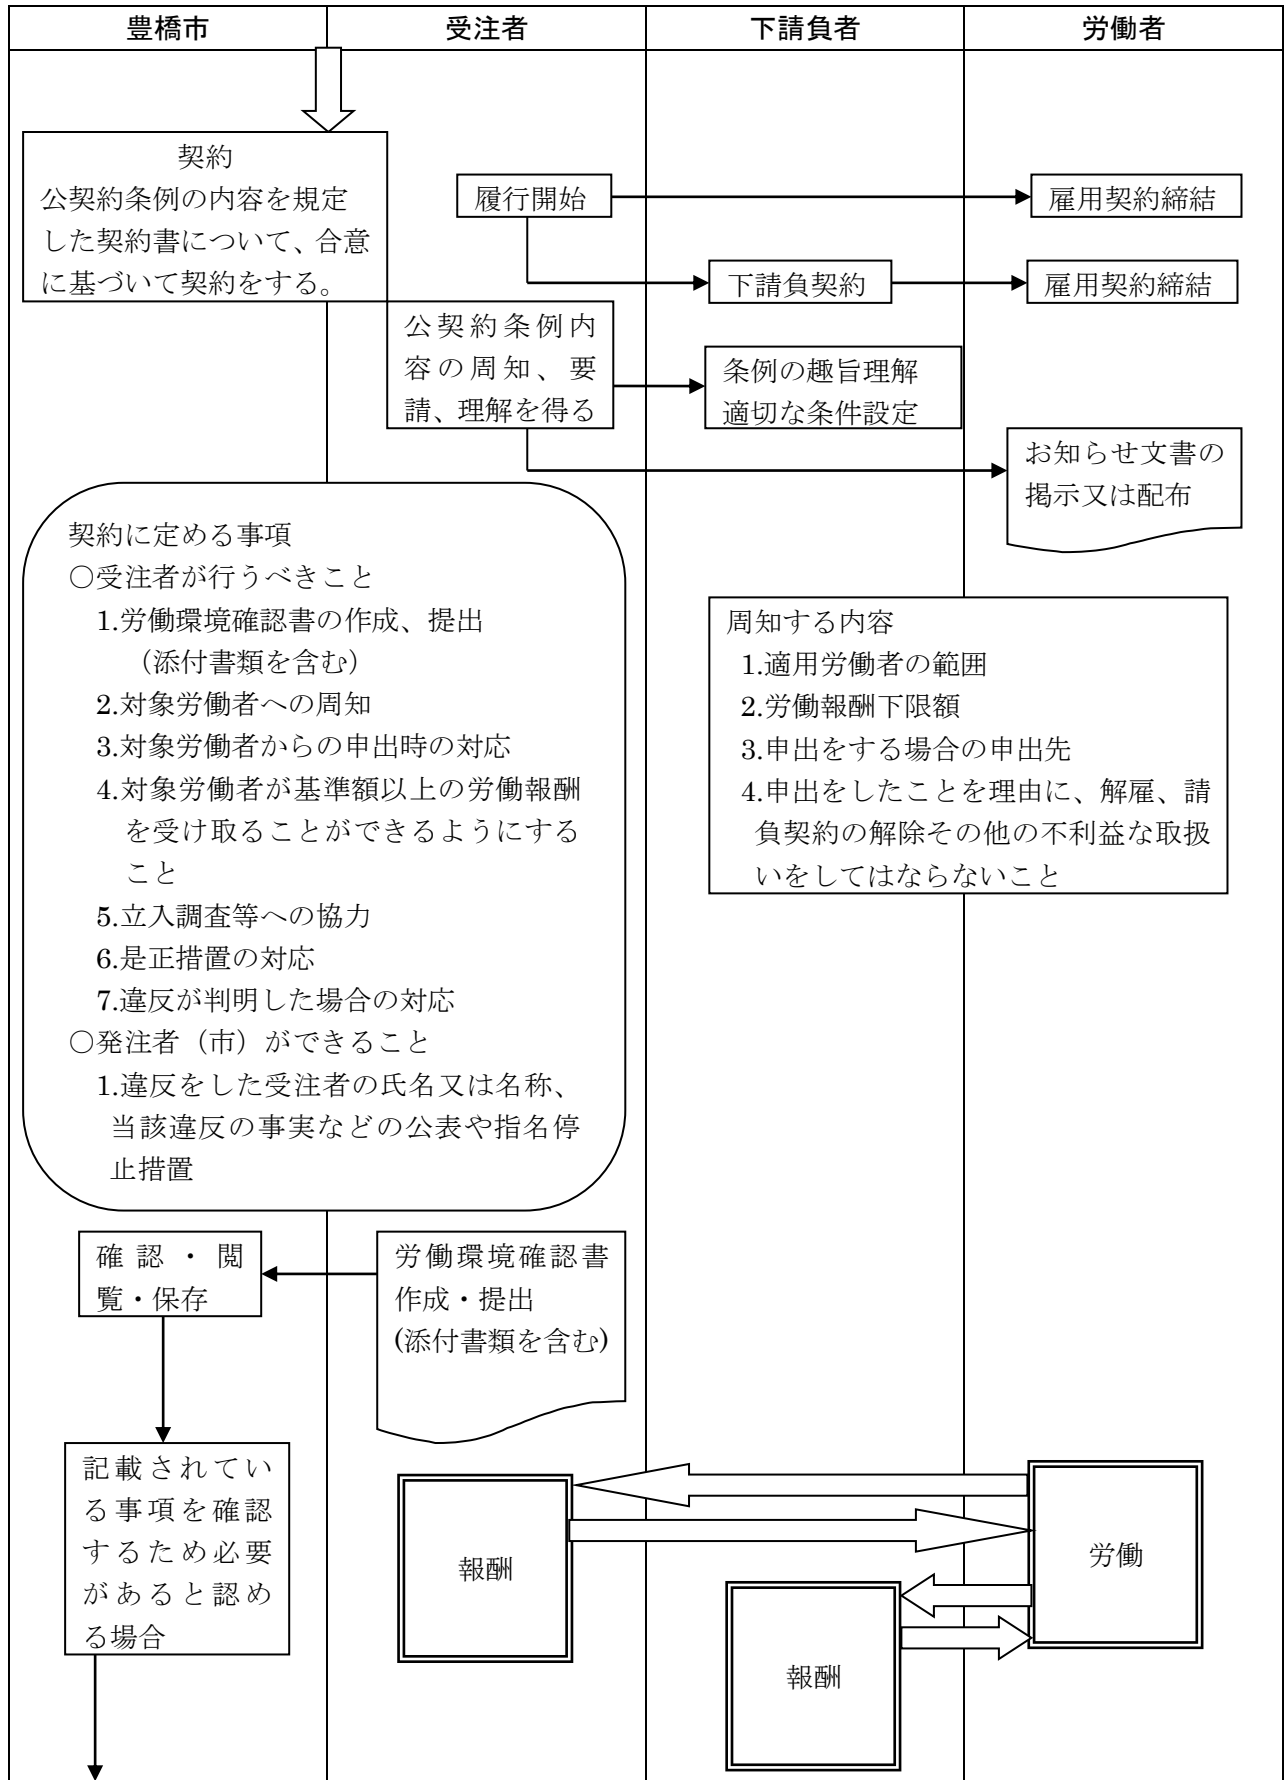 豊橋市
受注者
下請負者
労働者
契約
公契約条例の内容を規定
した契約書について、合意
に基づいて契約をする。
履行開始
雇用契約締結
下請負契約
雇用契約締結
公契約条例内
容の周知、要
請、理解を得る
条例の趣旨理解
適切な条件設定
お知らせ文書の
掲示又は配布
契約に定める事項
○受注者が行うべきこと
1.労働環境確認書の作成、提出
（添付書類を含む）
2.対象労働者への周知
3.対象労働者からの申出時の対応
4.対象労働者が基準額以上の労働報酬
を受け取ることができるようにする
こと
5.立入調査等への協力
6.是正措置の対応
7.違反が判明した場合の対応
○発注者（市）ができること
1.違反をした受注者の氏名又は名称、
当該違反の事実などの公表や指名停
止措置
周知する内容
1.適用労働者の範囲
2.労働報酬下限額
3.申出をする場合の申出先
4.申出をしたことを理由に、解雇、請
負契約の解除その他の不利益な取扱
いをしてはならないこと
確認・閲
覧・保存
労働環境確認書
作成・提出
(添付書類を含む)
記載されてい
る事項を確認
するため必要
があると認め
る場合
報酬
労働
報酬